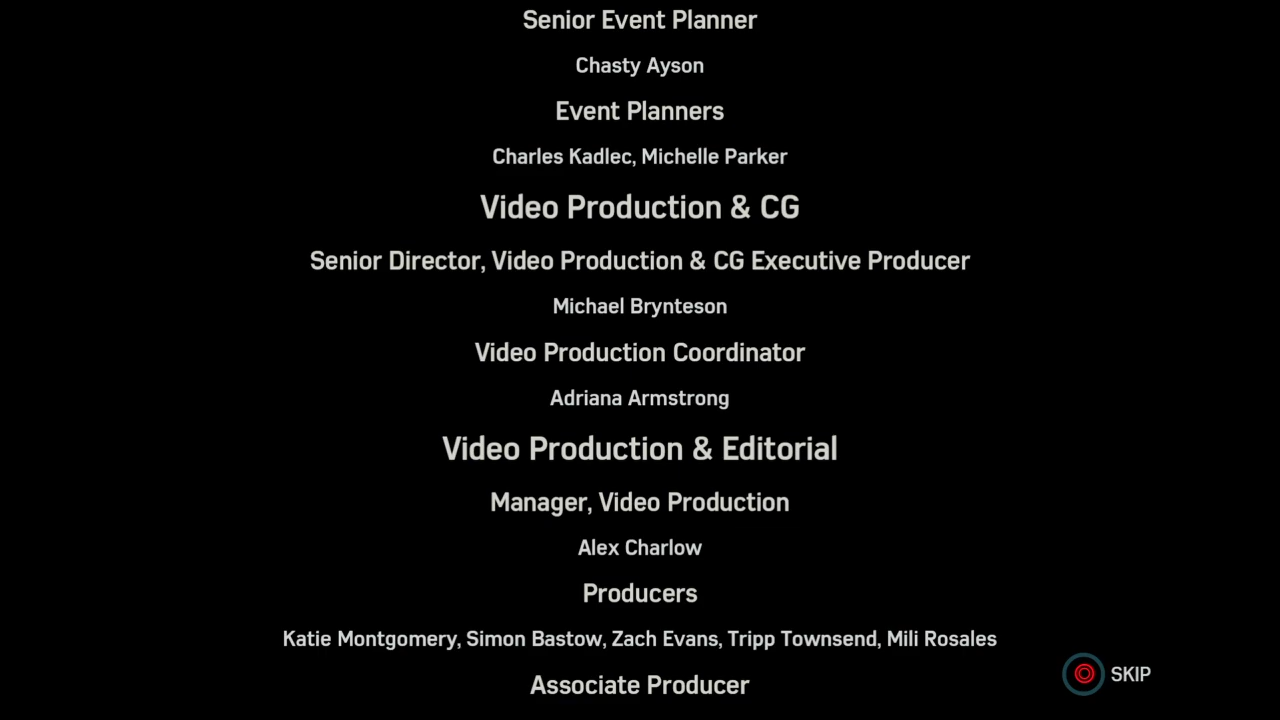 Senior Event Planner
Chasty Ayson
Event Planners
Charles Kadlec, Michelle Parker
Video Production & CG
Senior Director, Video Production & CG Executive Producer
Michael Brynteson
Video Production Coordinator
Adriana Armstrong
Video Production & Editorial
Manager, Video Production
Alex Charlow
Producers
Katie Montgomery, Simon Bastow, Zach Evans, Tripp Townsend, Mili Rosales
SKIP
Associate Producer